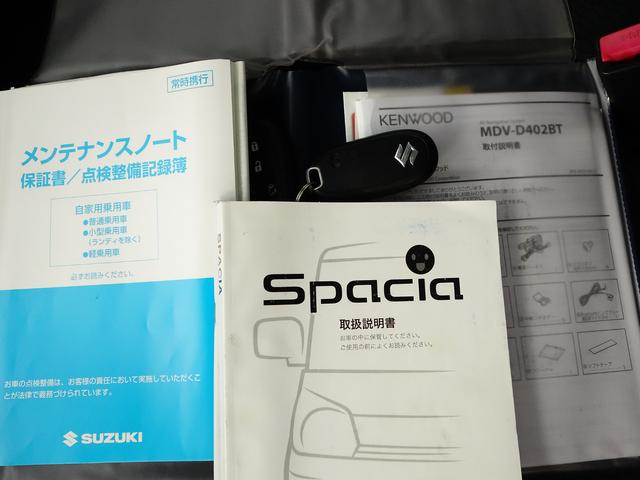 常時携行
メンテナンスノート
保証書／点検整備記録簿
自家用乗用車
●普通乗用車
●小型乗用車
（ランディを除く）
●軽乗用車
必ずお読みください。
お車の点検整備は、お客様の責任において実施していただくこ
とが法律で義務づけられています。
SUZUKI
SPACIA
Spacia
取扱説明書
お車の中に保管してください。
ご使用の前によくお読みください。
KENWOOD
MDV-D402BT
取付説明書